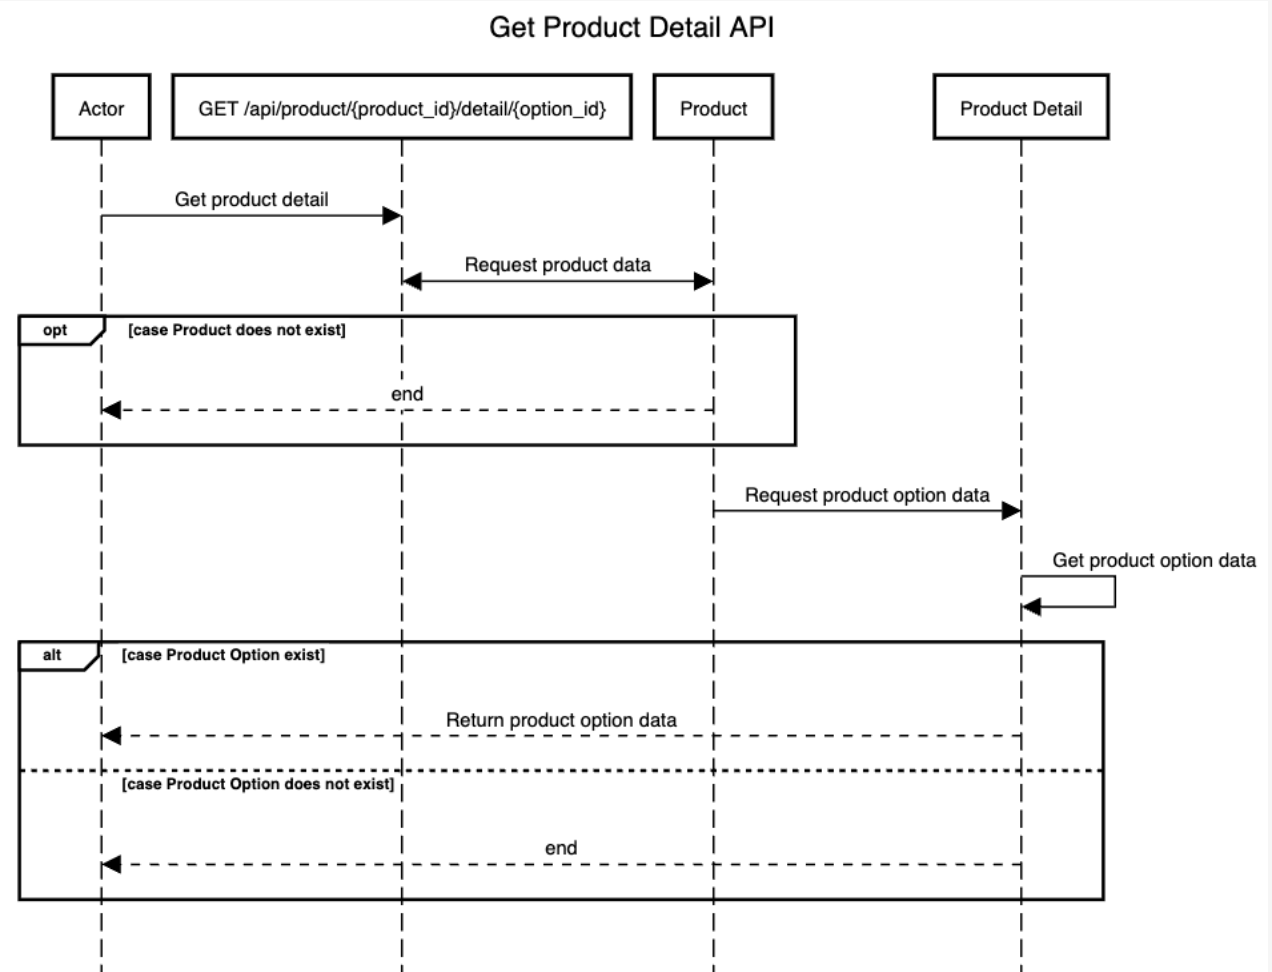 Get Product Detail API
Actor
GET /api/product/{product_id}/detail/{option_id}
Product
Product Detail
Get product detail
Request product data
opt
[case Product does not exist]
end
Request product option data
Get product option data
alt
[case Product Option exist]
Return product option data
[case Product Option does not exist]
end